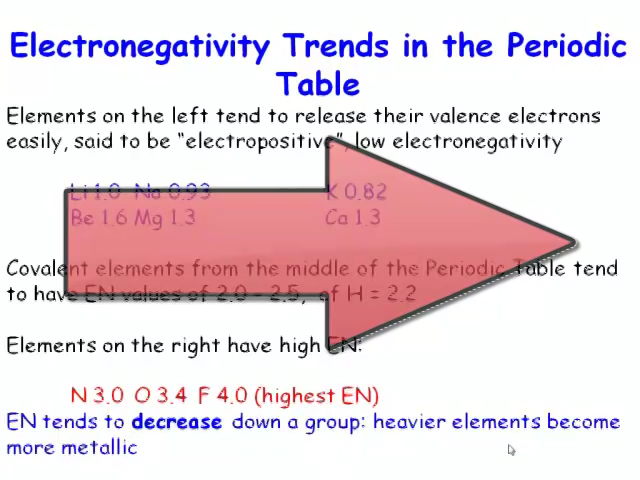 Electronegativity Trends in the Periodic
Table
Elements on the left tend to release their valence electrons
easily, said to be “electropositive”, low electronegativity
Li 1.0 Na 0.93 K 0.82
Be 1.6 Mg 1.3 Ca 1.3
Covalent elements from the middle of the Periodic Table tend
to have EN values of 2.0 - 2.5, of H = 2.2
Elements on the right have high EN:
N 3.0 O 3.4 F 4.0 (highest EN)
EN tends to decrease down a group: heavier elements become
more metallic